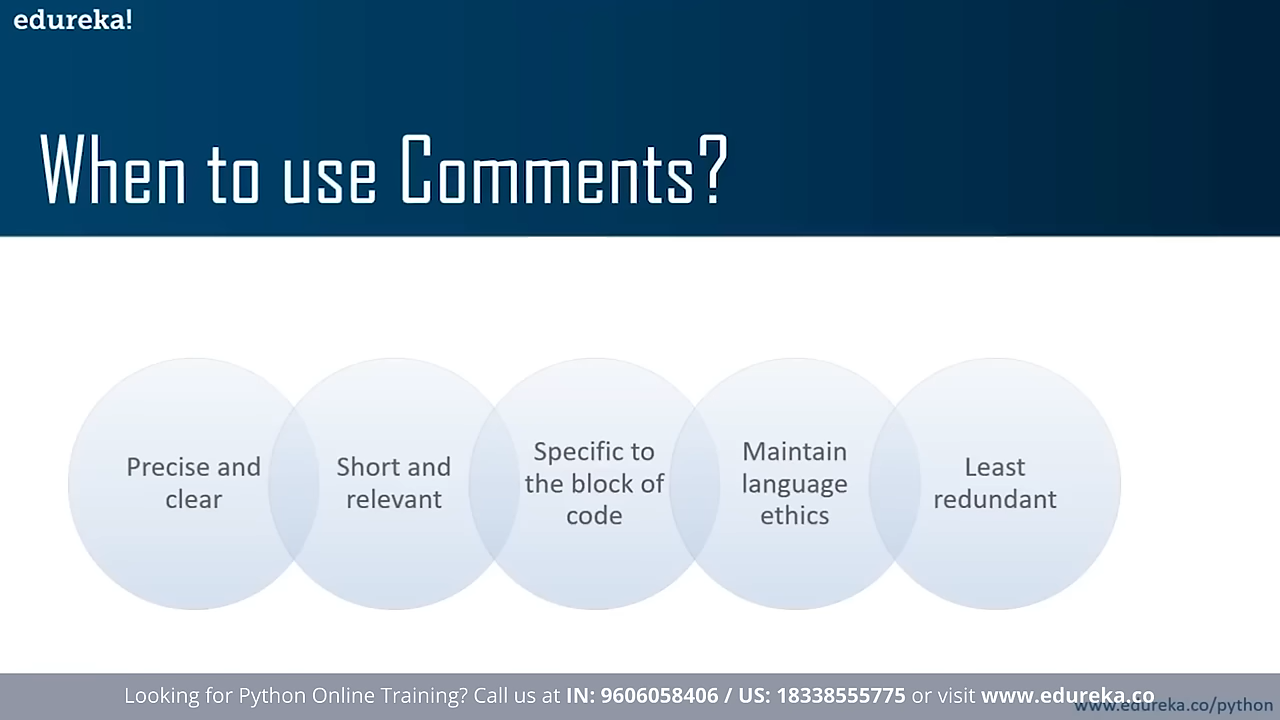 edureka!
When to use Comments?
Precise and
clear
Short and
relevant
Specific to
the block of
code
Maintain
language
ethics
Least
redundant
Looking for Python Online Training? Call us at IN: 9606058406 / US: 18338555775 or visit www.edureka.co
www.edureka.co/python